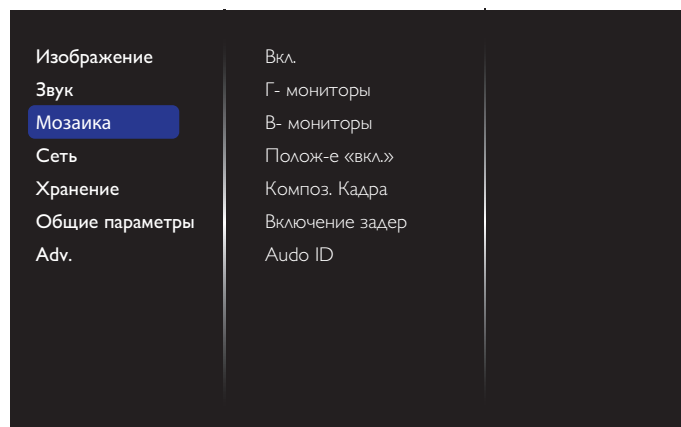 Изображение
Звук
Мозаика
Сеть
Хранение
Общие параметры
Adv.
Вкл.
Г- мониторы
В- мониторы
Полож-е «вкл.»
Композ. Кадра
Включение задер
Audo ID